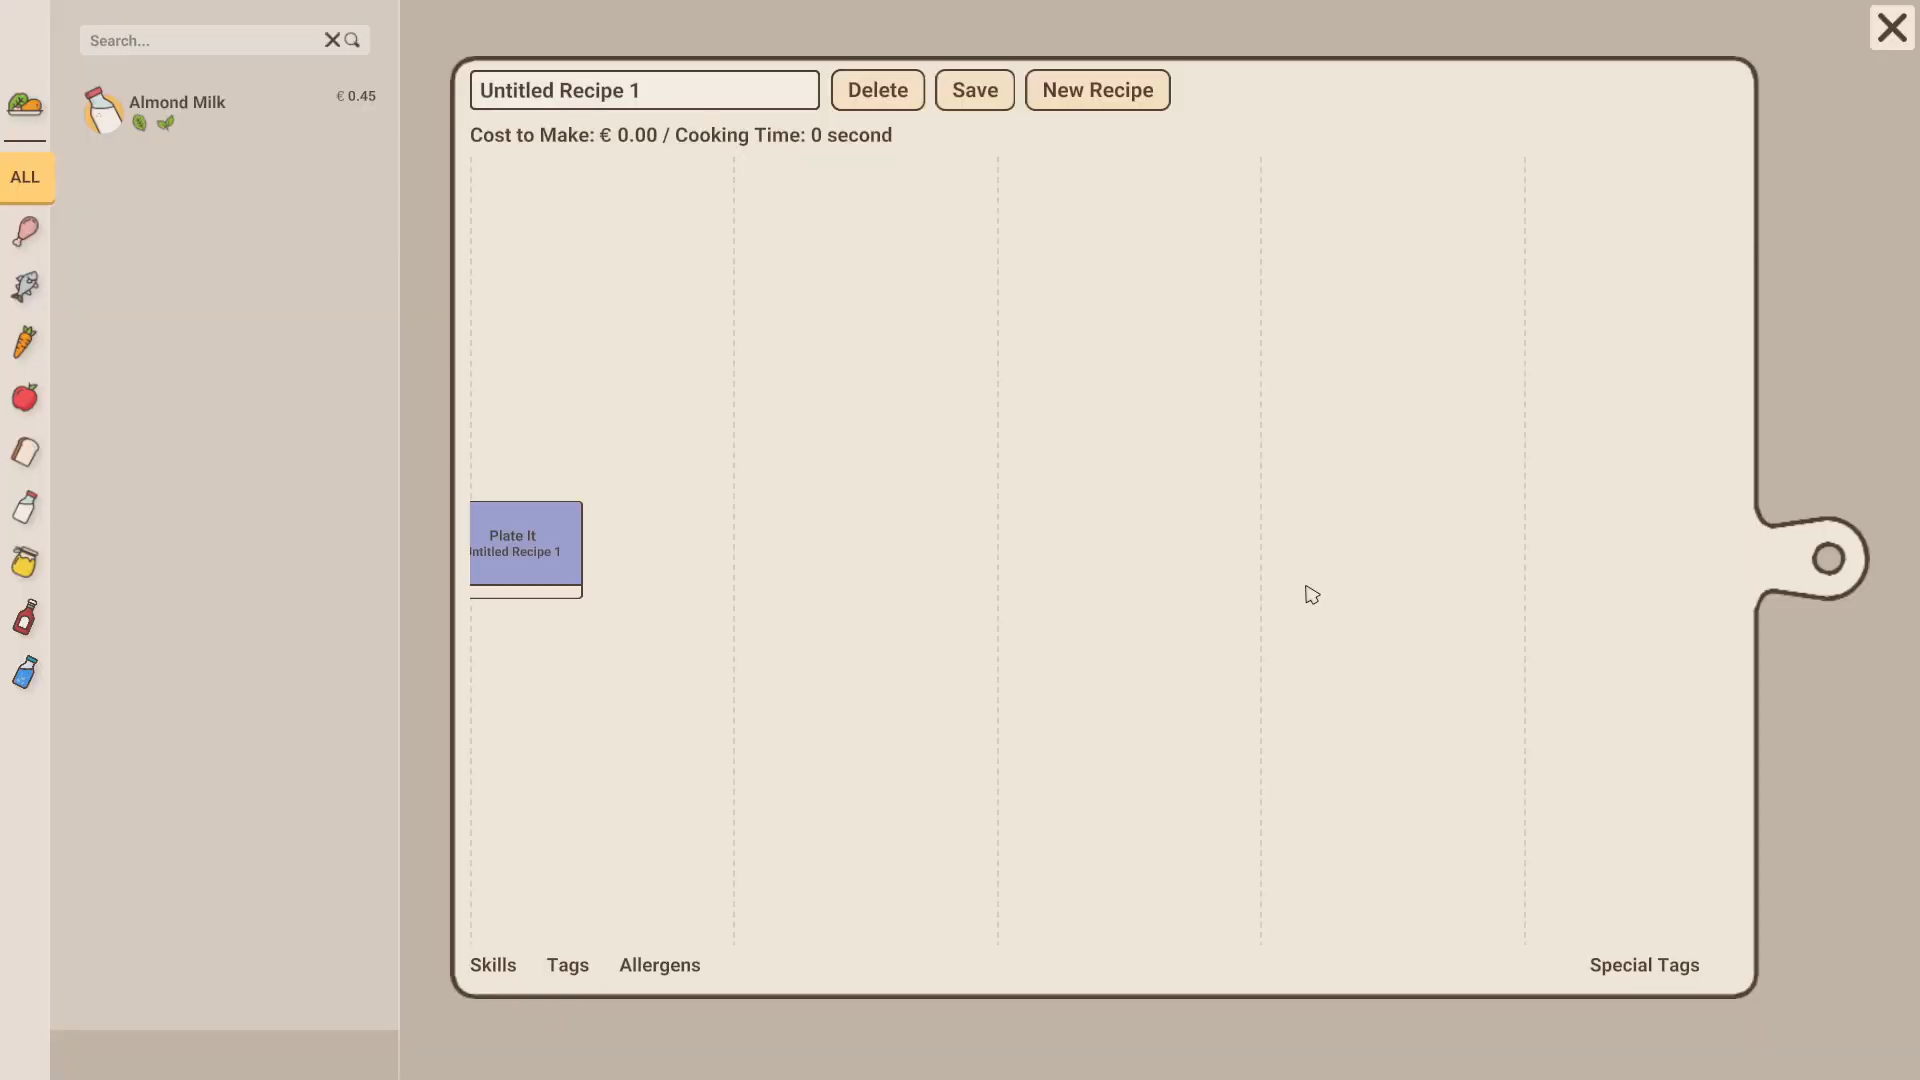 Search...
Almond Milk
€ 0.45
ALL
Untitled Recipe 1
Delete
Save
New Recipe
Cost to Make: € 0.00 / Cooking Time: 0 second
Plate It
ntitled Recipe 1
Skills
Tags
Allergens
Special Tags